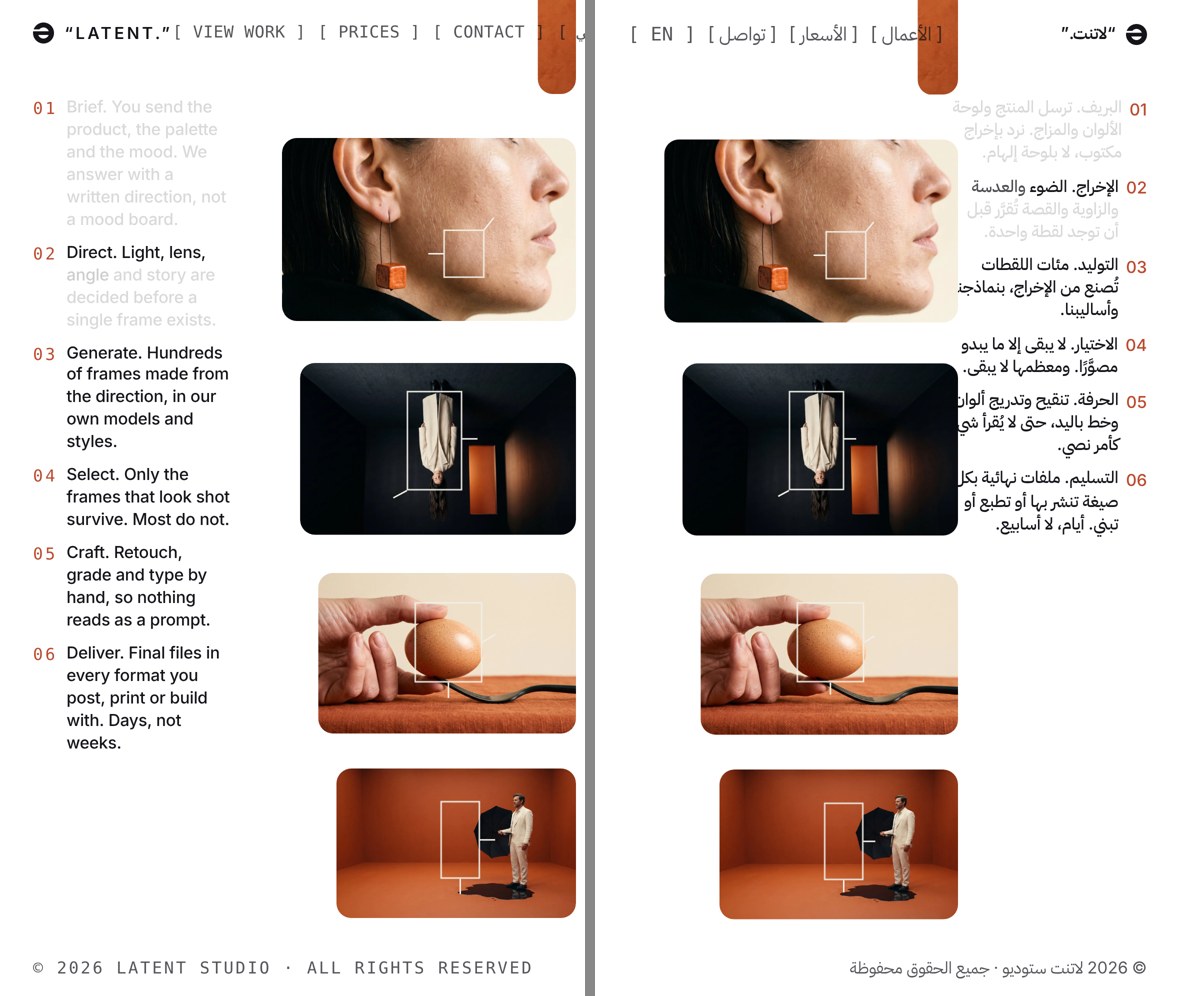 “LATENT.” [ VIEW WORK ] [ PRICES ] [ CONTACT ] [
01 Brief. You send the
product, the palette
and the mood. We
answer with a
written direction, not
a mood board.
02 Direct. Light, lens,
angle and story are
decided before a
single frame exists.
03 Generate. Hundreds
of frames made from
the direction, in our
own models and
styles.
04 Select. Only the
frames that look shot
survive. Most do not.
05 Craft. Retouch,
grade and type by
hand, so nothing
reads as a prompt.
06 Deliver. Final files in
every format you
post, print or build
with. Days, not
weeks.
© 2026 LATENT STUDIO · ALL RIGHTS RESERVED
“لاتنت.” [ الأعمال ] [ الأسعار ] [ تواصل ] [ EN ]
01 البريف. ترسل المنتج ولوحة
الألوان والمزاج. نرد بإخراج
مكتوب، لا بلوحة إلهام.
02 الإخراج. الضوء والعدسة
والزاوية والقصة تُقرَّر قبل
أن توجد لقطة واحدة.
03 التوليد. مئات اللقطات
تُصنع من الإخراج، بنماذجنا
وأساليبنا.
04 الاختيار. لا يبقى إلا ما يبدو
مصوَّرًا. ومعظمها لا يبقى.
05 الحرفة. تنقيح وتدريج ألوان
وخط باليد، حتى لا يُقرأ شيء
كأمر نصي.
06 التسليم. ملفات نهائية بكل
صيغة تنشر بها أو تطبع أو
تبني. أيام، لا أسابيع.
© 2026 لاتنت ستوديو · جميع الحقوق محفوظة